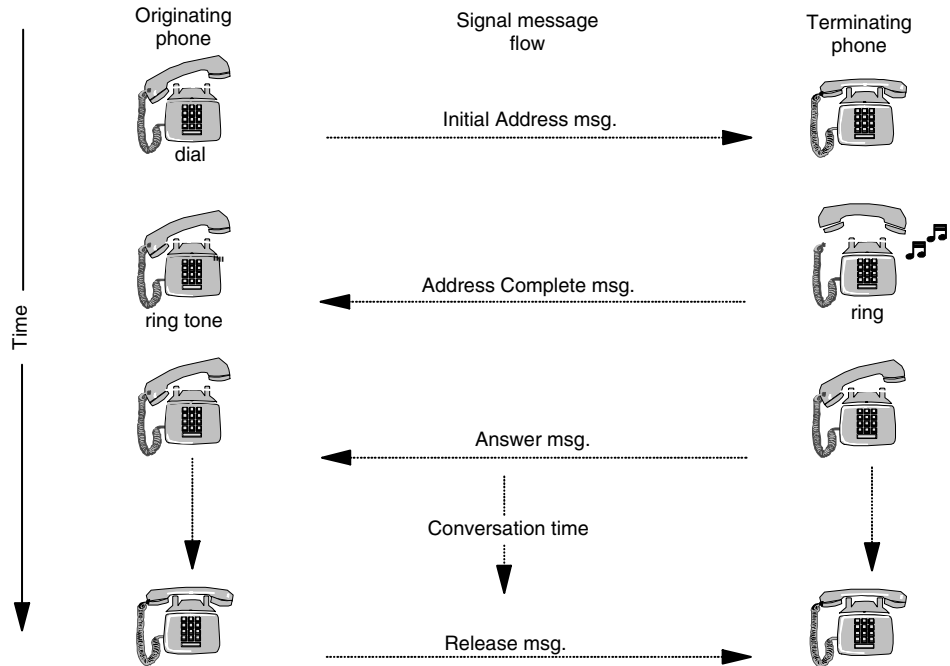 Originating
phone
Signal message
flow
Terminating
phone
Initial Address msg.
dial
Address Complete msg.
ring tone
ring
Time
Answer msg.
Conversation time
Release msg.